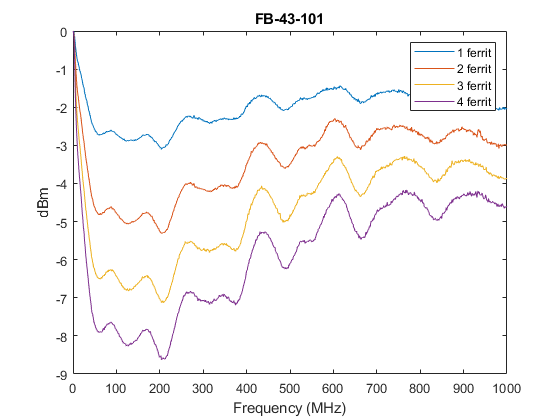 FB-43-101
0
-1
-2
-3
-4
-5
-6
-7
-8
-9
dBm
1 ferrit
2 ferrit
3 ferrit
4 ferrit
0 100 200 300 400 500 600 700 800 900 1000
Frequency (MHz)